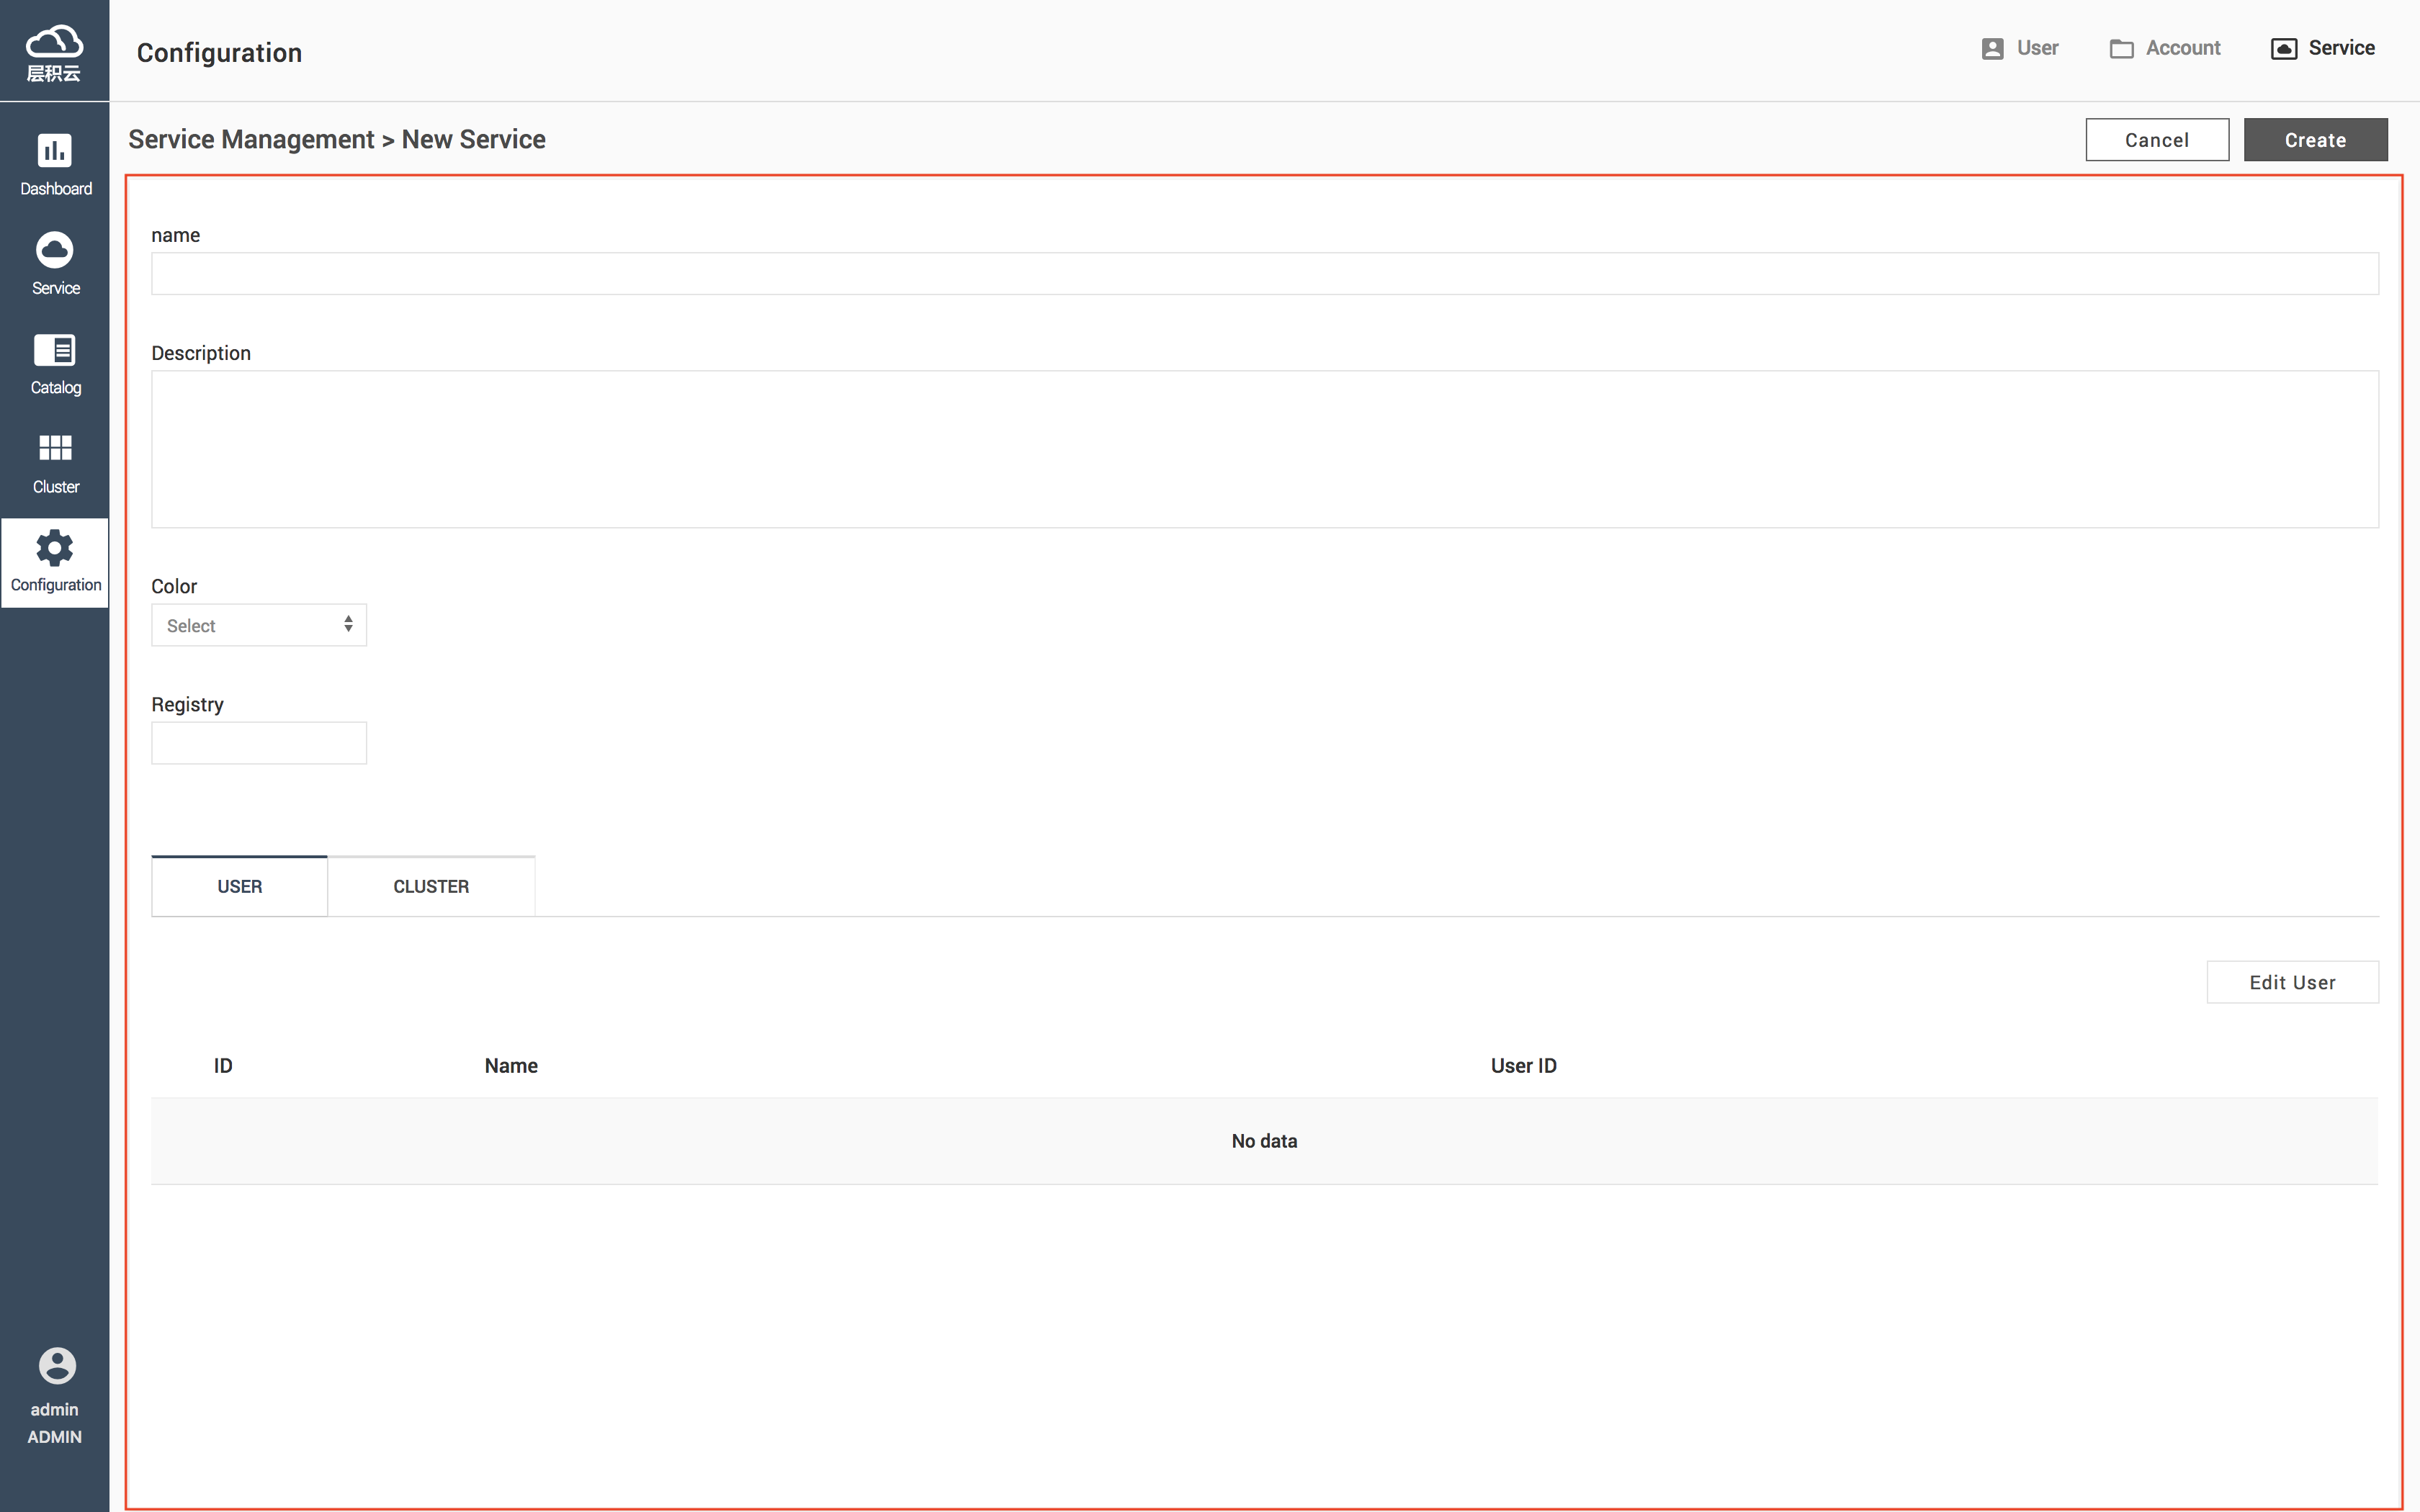 层积云
Configuration
User
Account
Service
Service Management > New Service
Cancel
Create
Dashboard
Service
Catalog
Cluster
Configuration
name
Description
Color
Select
Registry
USER
CLUSTER
Edit User
ID
Name
User ID
No data
admin
ADMIN